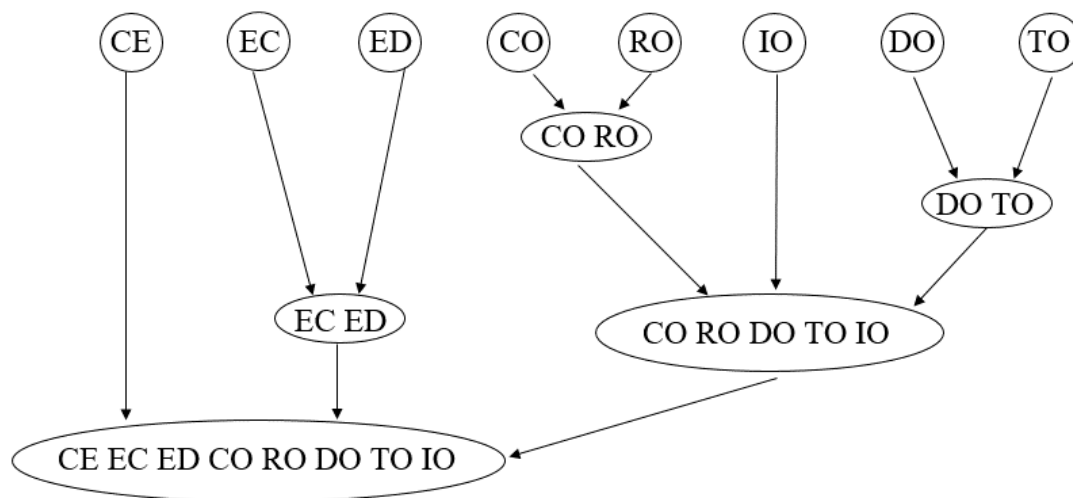 CE EC ED CO RO IO DO TO
CO RO
DO TO
EC ED
CO RO DO TO IO
CE EC ED CO RO DO TO IO